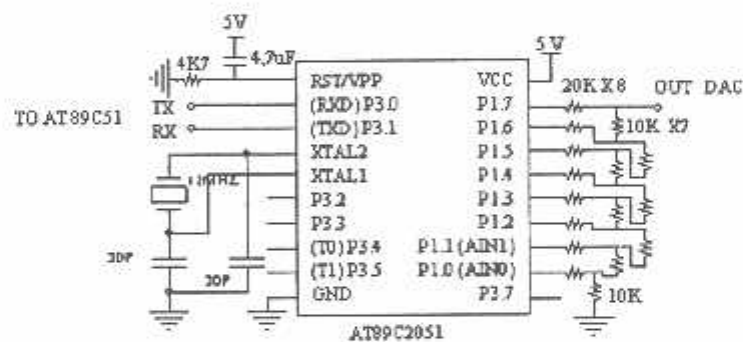 5V
4.7uF
4K7
TO AT89C51
TX
RX
RST/VPP
(RXD)P3.0
(TXD)P3.1
XTAL2
XTAL1
P3.2
P3.3
(T0)P3.4
(T1)P3.5
GND
VCC
P1.7
P1.6
P1.5
P1.4
P1.3
P1.2
P1.1(AIN1)
P1.0(AIN0)
P3.7
5V
20K X8
OUT DAC
10K X7
10K
20P
20P
AT89C2051